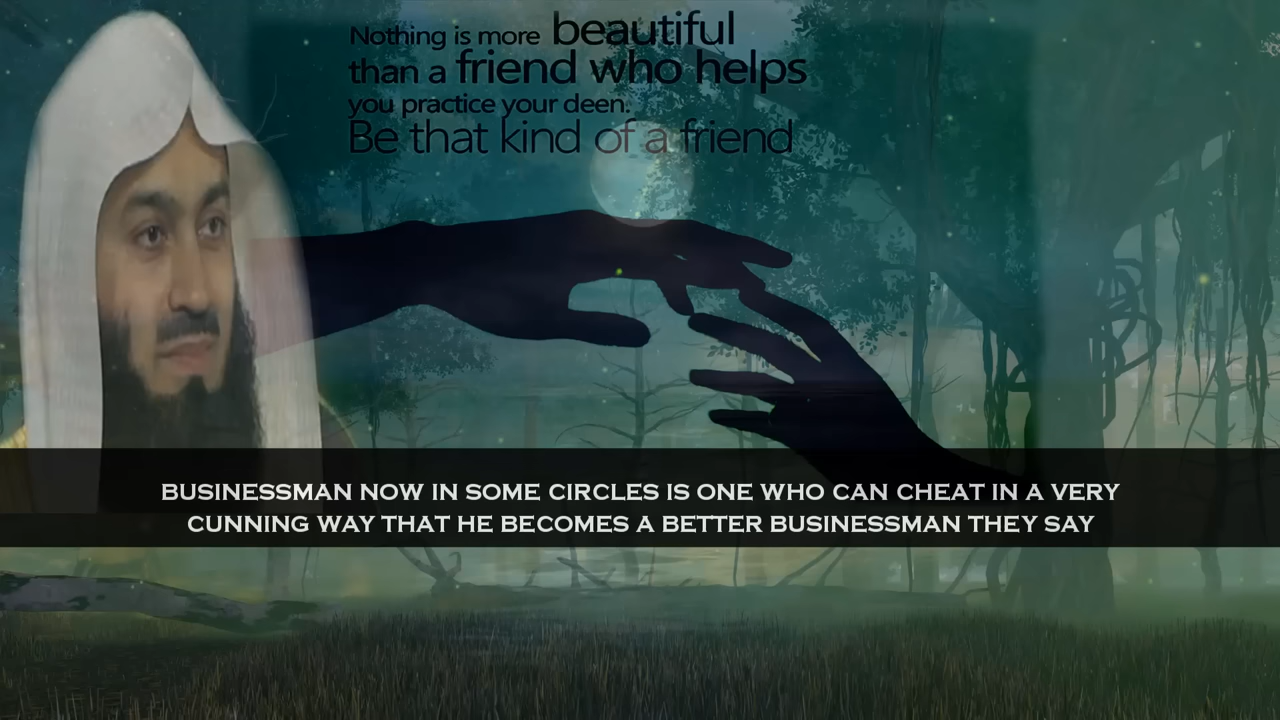 Nothing is more beautiful
than a friend who helps
you practice your deen.
Be that kind of a friend
BUSINESSMAN NOW IN SOME CIRCLES IS ONE WHO CAN CHEAT IN A VERY
CUNNING WAY THAT HE BECOMES A BETTER BUSINESSMAN THEY SAY